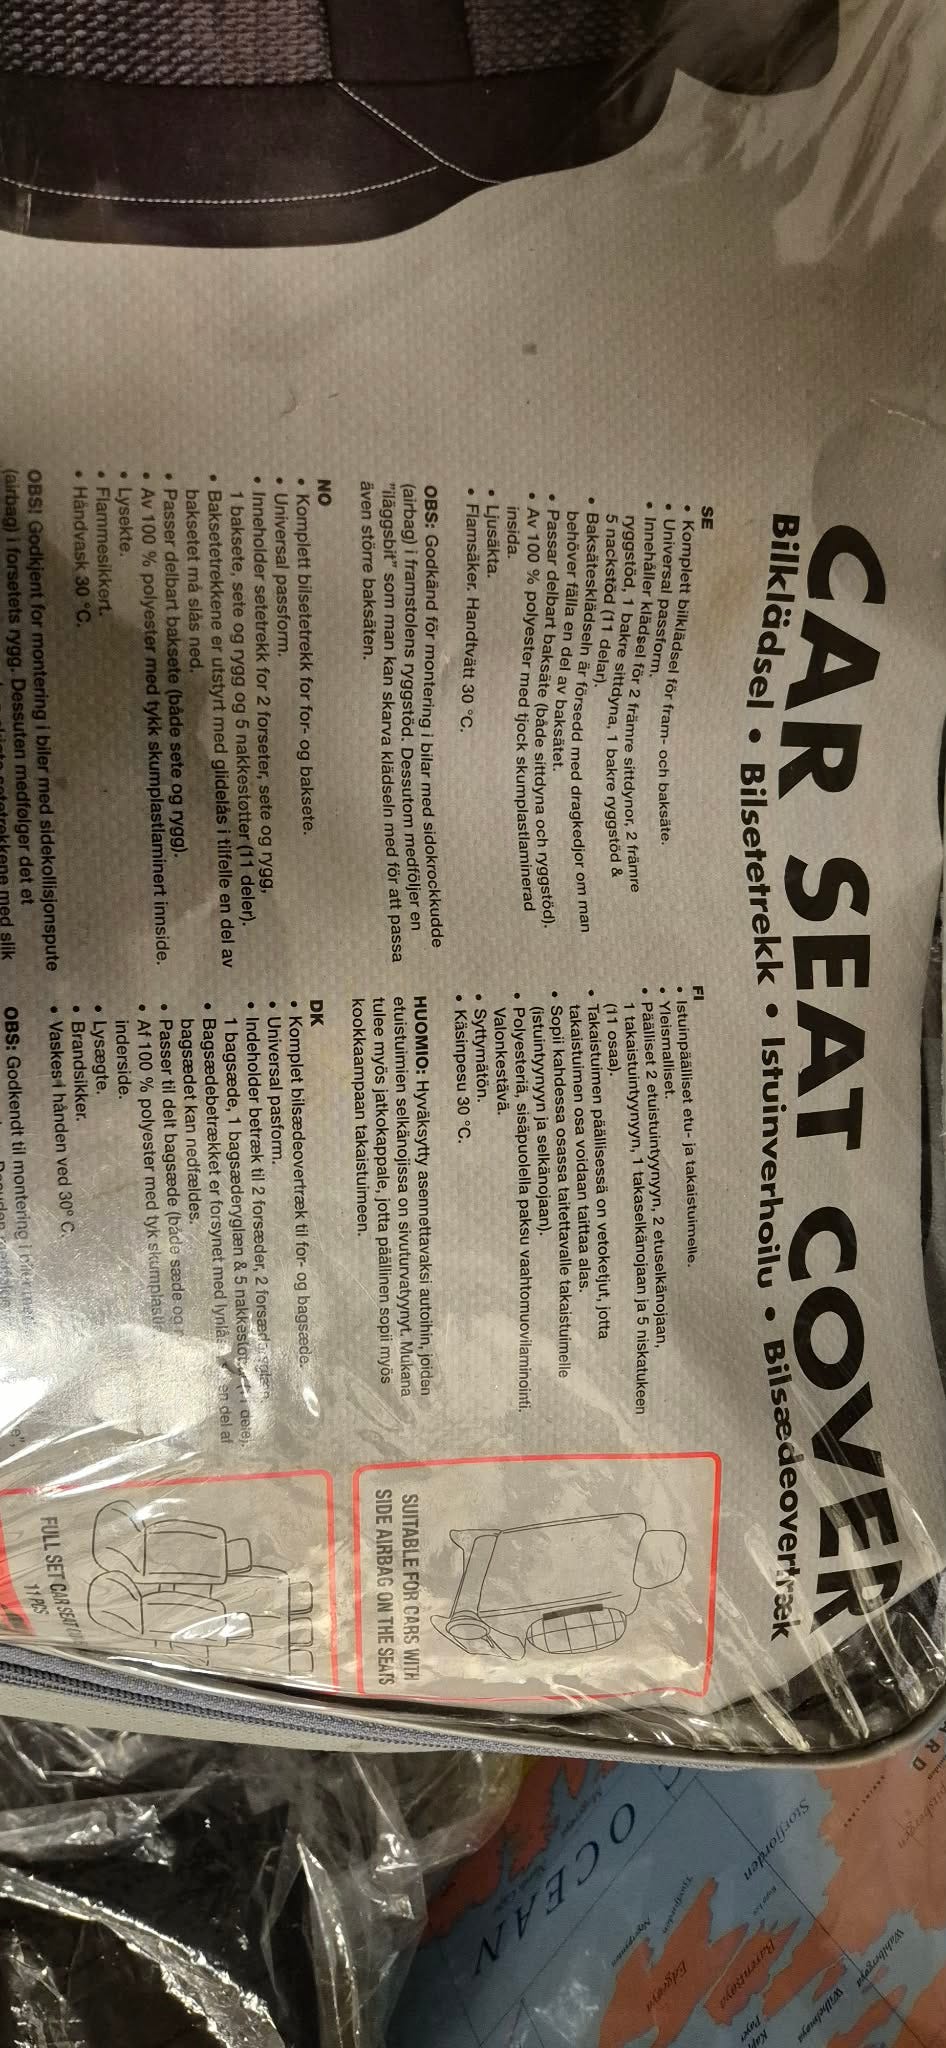 CAR SEAT COVER
Bilklädsel • Bilsetetrekk • Istuinverhoilu • Bilsædeovertræk
SE
• Komplett bilklädsel för fram- och baksäte.
• Universal passform.
• Innehåller klädsel för 2 främre sittdynor, 2 främre
ryggstöd, 1 bakre sittdyna, 1 bakre ryggstöd &
5 nackstöd (11 delar).
• Baksätesklädseln är försedd med dragkedjor om man
behöver fälla en del av baksätet.
• Passar delbart baksäte (både sittdyna och ryggstöd).
• Av 100 % polyester med tjock skumplastlaminerad
insida.
• Ljusäkta.
• Flamsäker. Handtvätt 30 °C.
OBS: Godkänd för montering i bilar med sidokrockkudde
(airbag) i framstolens ryggstöd. Dessutom medföljer en
"iläggsbit" som man kan skarva klädseln med för att passa
även större baksäten.
NO
• Komplett bilsetetrekk for for- og baksete.
• Universal passform.
• Inneholder setetrekk for 2 forseter, sete og rygg,
1 baksete, sete og rygg og 5 nakkestøtter (11 deler).
• Baksetetrekkene er utstyrt med glidelås i tilfelle en del av
baksetet må slås ned.
• Passer delbart baksete (både sete og rygg).
• Av 100 % polyester med tykk skumplastlaminert innside.
• Lysekte.
• Flammesikkert.
• Håndvask 30 °C.
OBS! Godkjent for montering i biler med sidekollisjonspute
(airbag) i forsetets rygg. Dessuten medfølger det et
setetrekkene med slik
FI
• Istuinpäälliset etu- ja takaistuimelle.
• Yleismalliset.
• Päälliset 2 etuistuintyynyyn, 2 etuselkänojaan,
1 takaistuintyynyyn, 1 takaselkänojaan ja 5 niskatukeen
(11 osaa).
• Takaistuimen päällisessä on vetoketjut, jotta
takaistuimen osa voidaan taittaa alas.
• Sopii kahdessa osassa taitettavalle takaistuimelle
(istuintyynyyn ja selkänojaan).
• Polyesteriä, sisäpuolella paksu vaahtomuovilaminointi.
Valonkestävä.
• Syttymätön.
• Käsinpesu 30 °C.
HUOMIO: Hyväksytty asennettavaksi autoihin, joiden
etuistuimien selkänojissa on sivuturvatyynyt. Mukana
tulee myös jatkokappale, jotta päällinen sopii myös
kookkaampaan takaistuimeen.
DK
• Komplet bilsædeovertræk til for- og bagsæde.
• Universal pasform.
• Indeholder betræk til 2 forsæder, 2
1 bagsæde, 1 bagsæderyglæn & 5
• Bagsædebetrækket er forsynet med en del af
bagsædet kan nedfældes.
• Passer til delt bagsæde (både sæde og
• Af 100 % polyester med tyk
inderside.
• Lysægte.
• Brandsikker.
• Vaskes i hånden ved 30° C.
OBS: Godkendt til montering i
SUITABLE FOR CARS WITH
SIDE AIRBAG ON THE SEATS
FULL SET CAR SEAT
11 PCS
OCEAN
Storfjorden
Barentsøya
Edgeøya
Wahlbergøya
Wilhelmøya